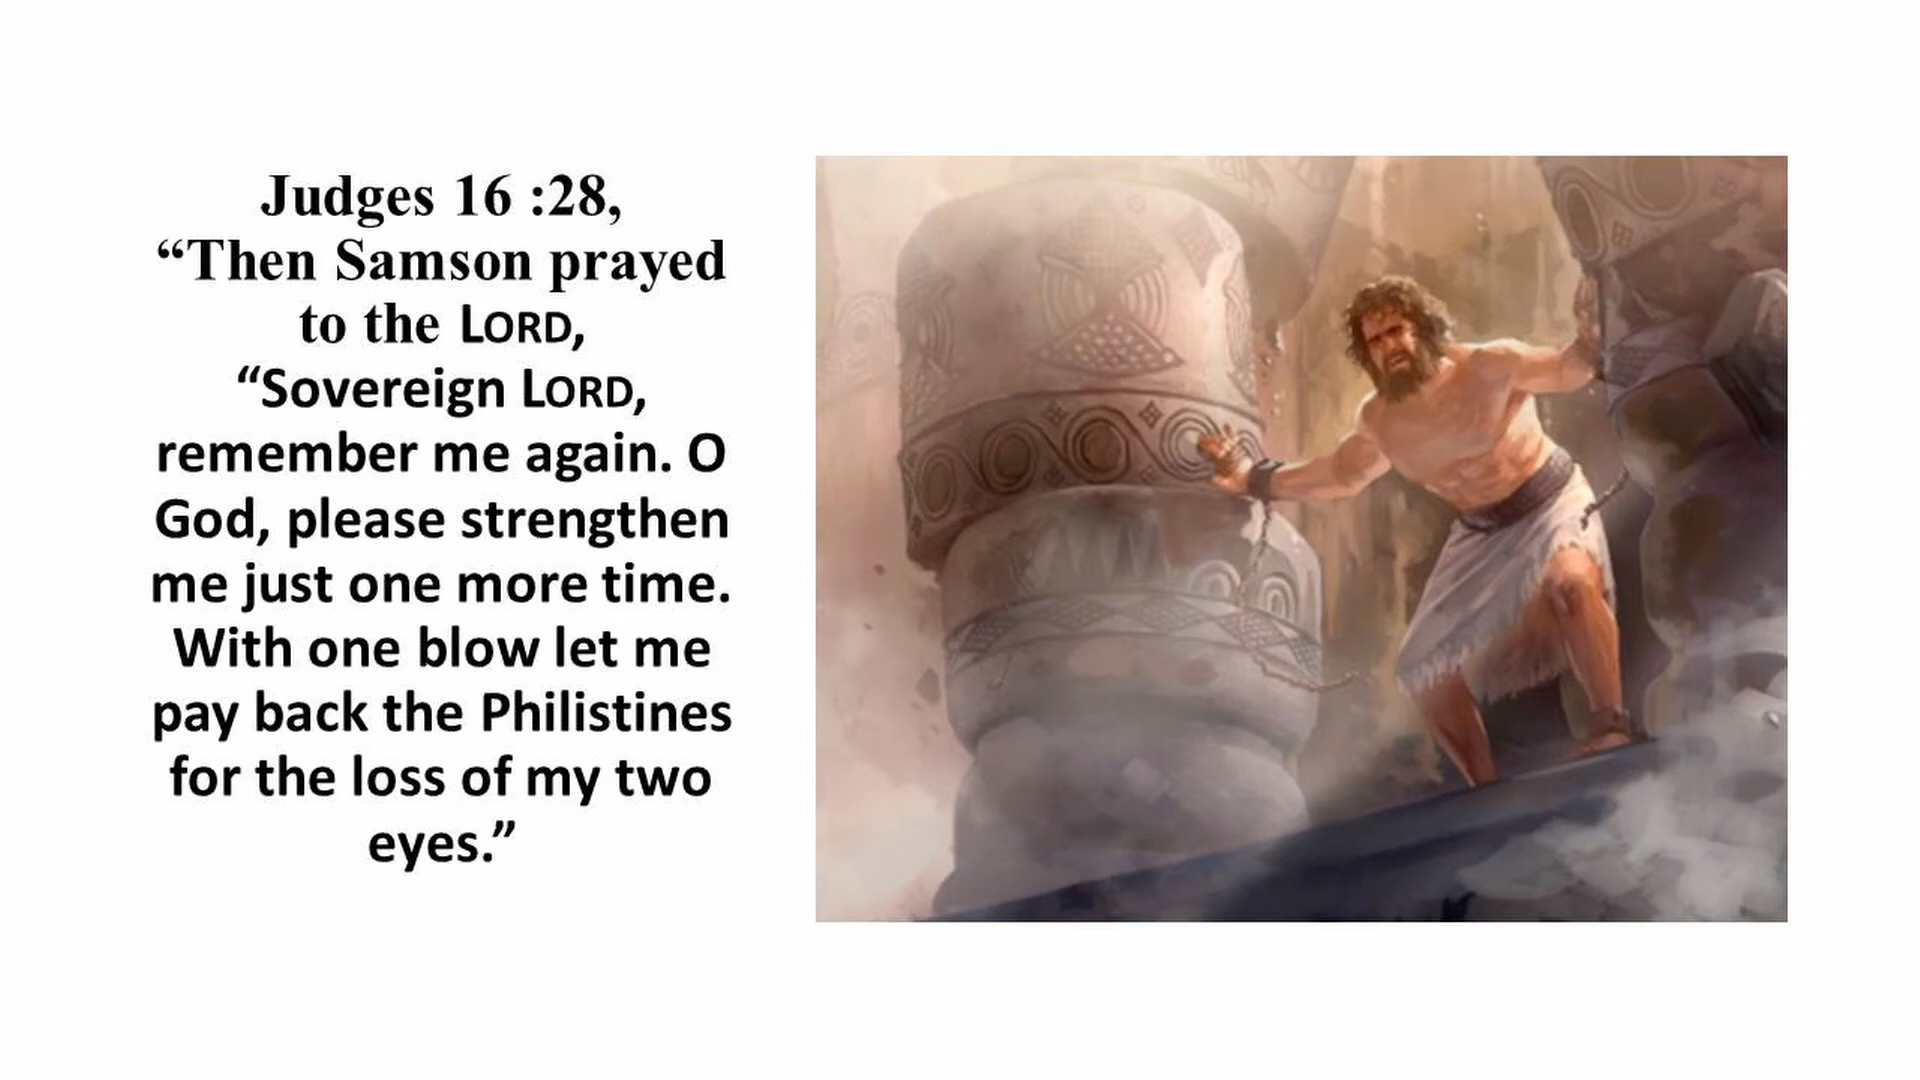 Judges 16 :28,
“Then Samson prayed
to the LORD,
“Sovereign LORD,
remember me again. O
God, please strengthen
me just one more time.
With one blow let me
pay back the Philistines
for the loss of my two
eyes.”